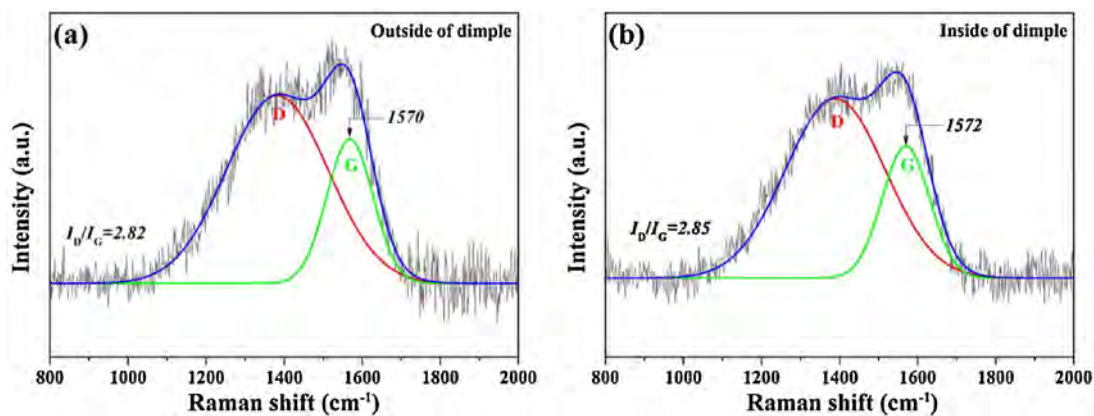 (a)
Outside of dimple
D
1570
G
I_D/I_G=2.82
Intensity (a.u.)
800 1000 1200 1400 1600 1800 2000
Raman shift (cm⁻¹)
(b)
Inside of dimple
D
1572
G
I_D/I_G=2.85
Intensity (a.u.)
800 1000 1200 1400 1600 1800 2000
Raman shift (cm⁻¹)